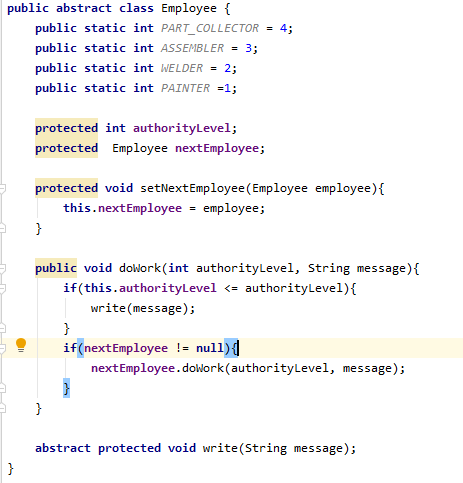 public abstract class Employee {
    public static int PART_COLLECTOR = 4;
    public static int ASSEMBLER = 3;
    public static int WELDER = 2;
    public static int PAINTER =1;

    protected int authorityLevel;
    protected  Employee nextEmployee;

    protected void setNextEmployee(Employee employee){
        this.nextEmployee = employee;
    }

    public void doWork(int authorityLevel, String message){
        if(this.authorityLevel <= authorityLevel){
            write(message);
        }
        if(nextEmployee != null){
            nextEmployee.doWork(authorityLevel, message);
        }
    }

    abstract protected void write(String message);
}